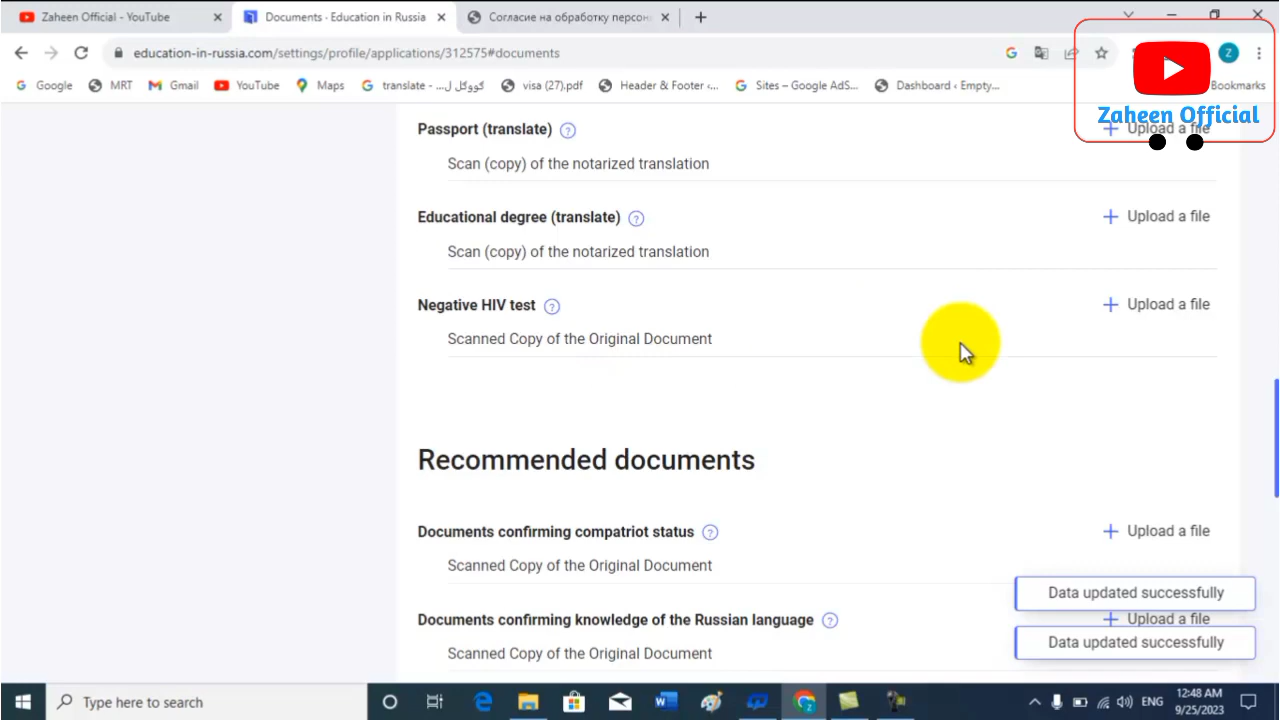 Zaheen Official - YouTube
Documents - Education in Russia
Согласие на обработку персон
education-in-russia.com/settings/profile/applications/312575#documents
Google
MRT
Gmail
YouTube
Maps
translate - ...كووكل ل
visa (27).pdf
Header & Footer ‹...
Sites – Google AdS...
Dashboard ‹ Empty...
Bookmarks
Z
Zaheen Official
Passport (translate) ?
Upload a file
Scan (copy) of the notarized translation
Educational degree (translate) ?
Upload a file
Scan (copy) of the notarized translation
Negative HIV test ?
Upload a file
Scanned Copy of the Original Document
Recommended documents
Documents confirming compatriot status ?
Upload a file
Scanned Copy of the Original Document
Data updated successfully
Documents confirming knowledge of the Russian language ?
Upload a file
Scanned Copy of the Original Document
Data updated successfully
Type here to search
ENG
12:48 AM
9/25/2023